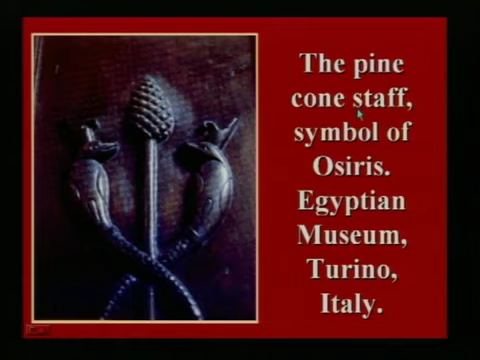 The pine
cone staff,
symbol of
Osiris.
Egyptian
Museum,
Turino,
Italy.